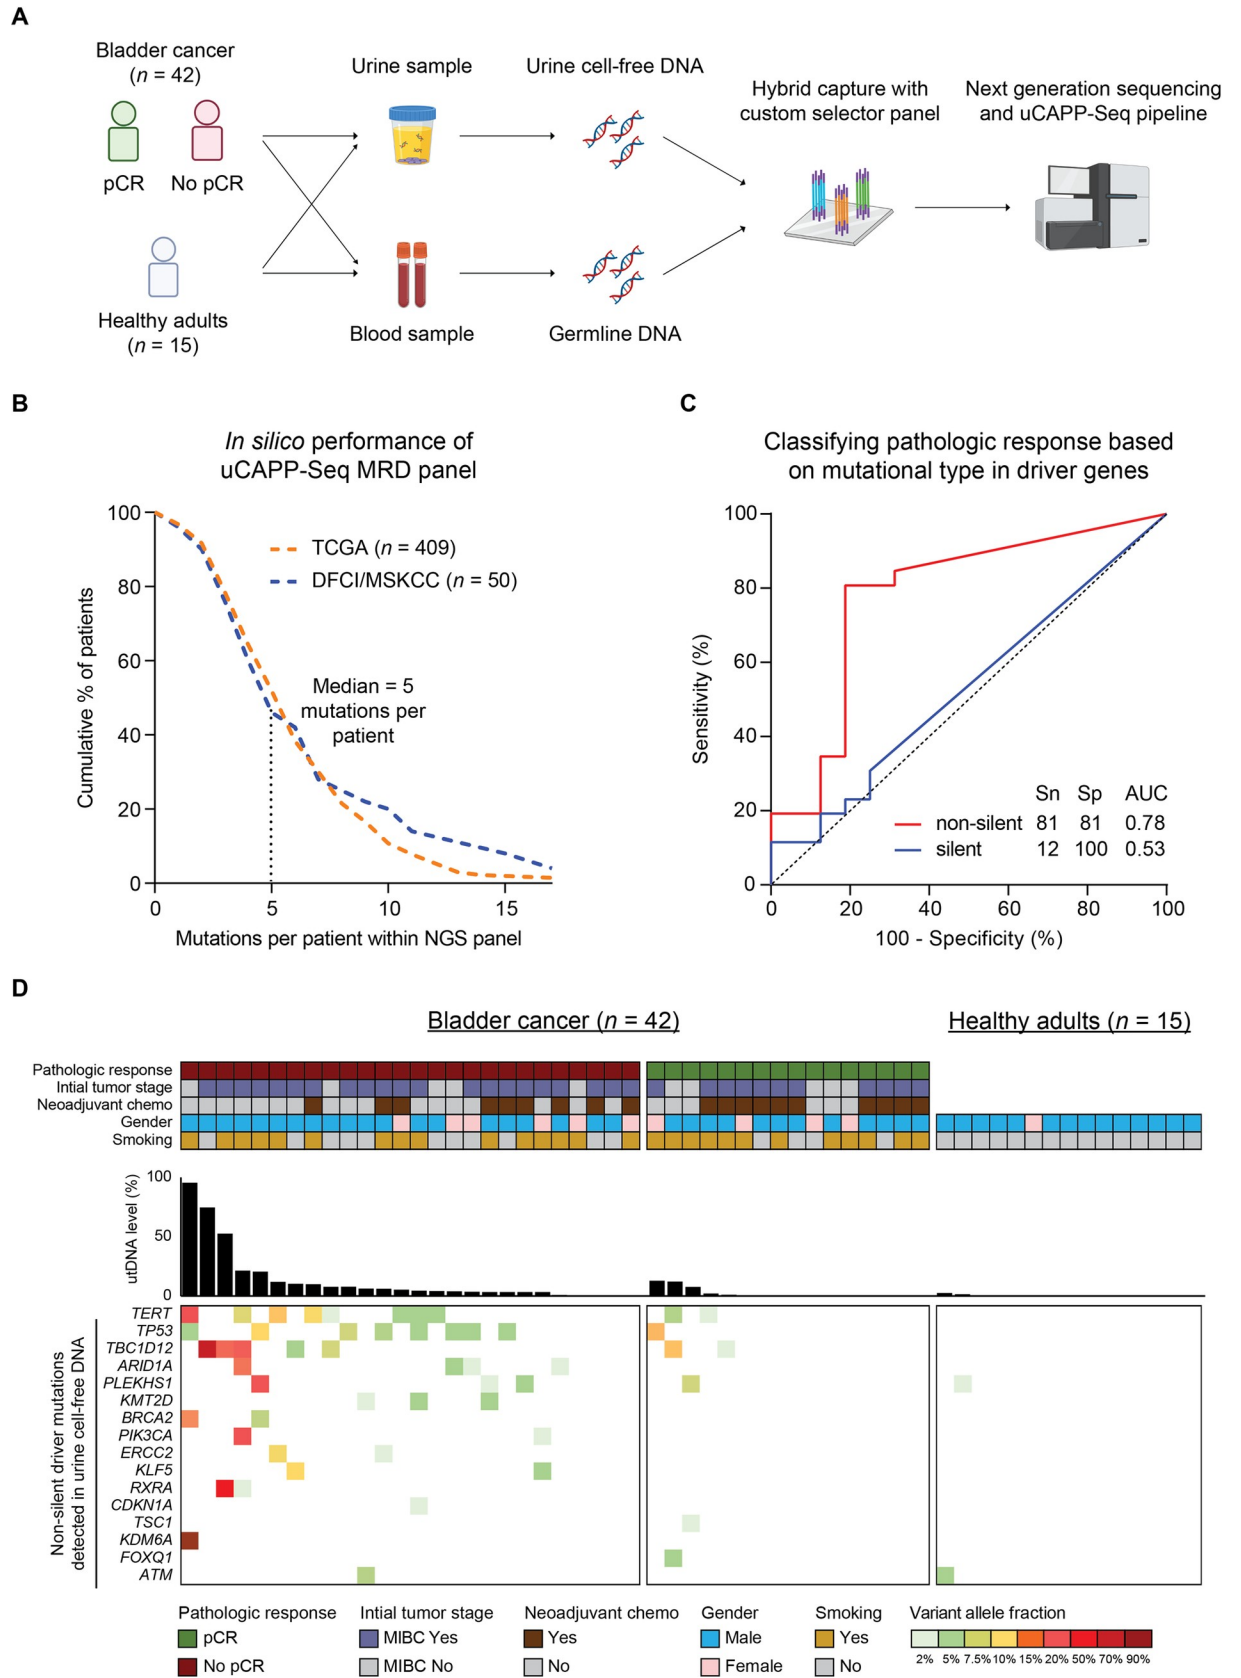 A
Bladder cancer
(n = 42)
pCR
No pCR
Healthy adults
(n = 15)
Urine sample
Blood sample
Urine cell-free DNA
Germline DNA
Hybrid capture with
custom selector panel
Next generation sequencing
and uCAPP-Seq pipeline
B
In silico performance of
uCAPP-Seq MRD panel
Cumulative % of patients
100
80
60
40
20
0
TCGA (n = 409)
DFCI/MSKCC (n = 50)
Median = 5
mutations per
patient
0 5 10 15
Mutations per patient within NGS panel
C
Classifying pathologic response based
on mutational type in driver genes
Sensitivity (%)
100
80
60
40
20
0
Sn Sp AUC
non-silent 81 81 0.78
silent 12 100 0.53
0 20 40 60 80 100
100 - Specificity (%)
D
Bladder cancer (n = 42)
Healthy adults (n = 15)
Pathologic response
Intial tumor stage
Neoadjuvant chemo
Gender
Smoking
utDNA level (%)
100
50
0
Non-silent driver mutations
detected in urine cell-free DNA
TERT
TP53
TBC1D12
ARID1A
PLEKHS1
KMT2D
BRCA2
PIK3CA
ERCC2
KLF5
RXRA
CDKN1A
TSC1
KDM6A
FOXQ1
ATM
Pathologic response
pCR
No pCR
Intial tumor stage
MIBC Yes
MIBC No
Neoadjuvant chemo
Yes
No
Gender
Male
Female
Smoking
Yes
No
Variant allele fraction
2% 5% 7.5% 10% 15% 20% 50% 70% 90%